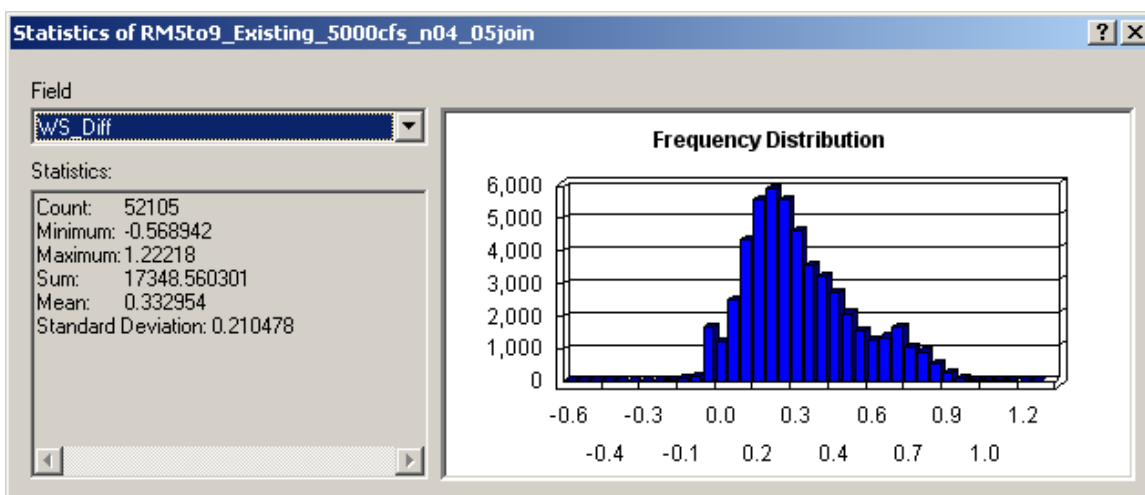 Statistics of RM5to9_Existing_5000cfs_n04_05join
Field
WS_Diff
Statistics:
Count: 52105
Minimum: -0.568942
Maximum: 1.22218
Sum: 17348.560301
Mean: 0.332954
Standard Deviation: 0.210478
Frequency Distribution
6,000
5,000
4,000
3,000
2,000
1,000
0
-0.6 -0.3 0.0 0.3 0.6 0.9 1.2
-0.4 -0.1 0.2 0.4 0.7 1.0